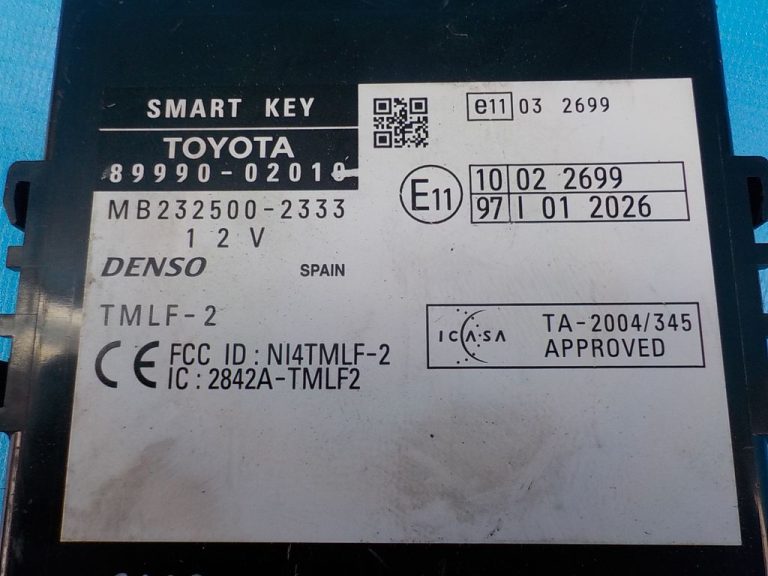 SMART KEY
TOYOTA
89990-02010
MB232500-2333
12V
DENSO SPAIN
TMLF-2
CE FCC ID : NI4TMLF-2
IC : 2842A-TMLF2
e11 03 2699
E11 10 02 2699
97 I 01 2026
ICASA TA-2004/345
APPROVED